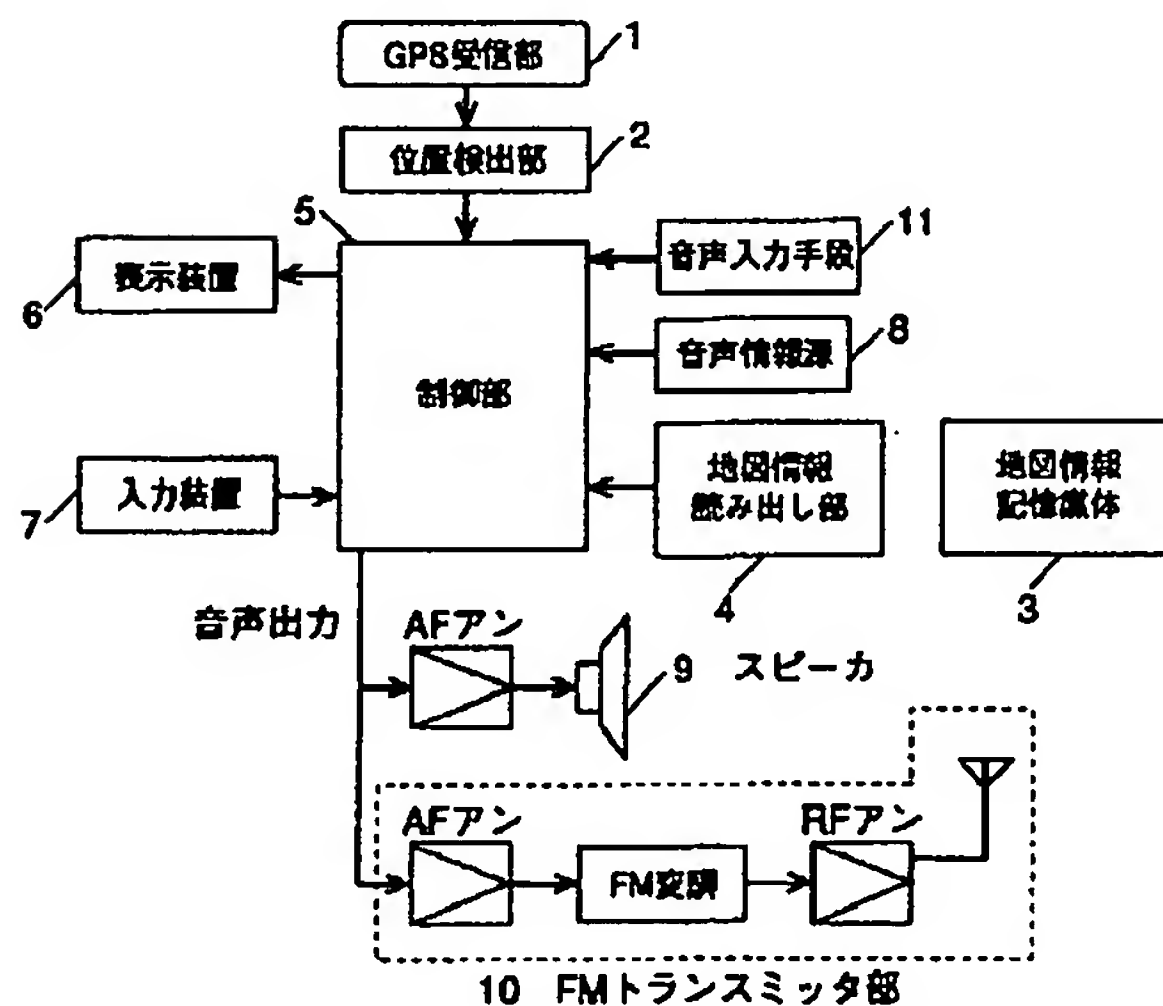 GPS受信部
1
位置検出部
2
5
音声入力手段
11
表示装置
6
音声情報源
8
制御部
地図情報
読み出し部
4
地図情報
記憶媒体
3
入力装置
7
音声出力
AFアン
9 スピーカ
AFアン
FM変調
RFアン
10 FMトランスミッタ部